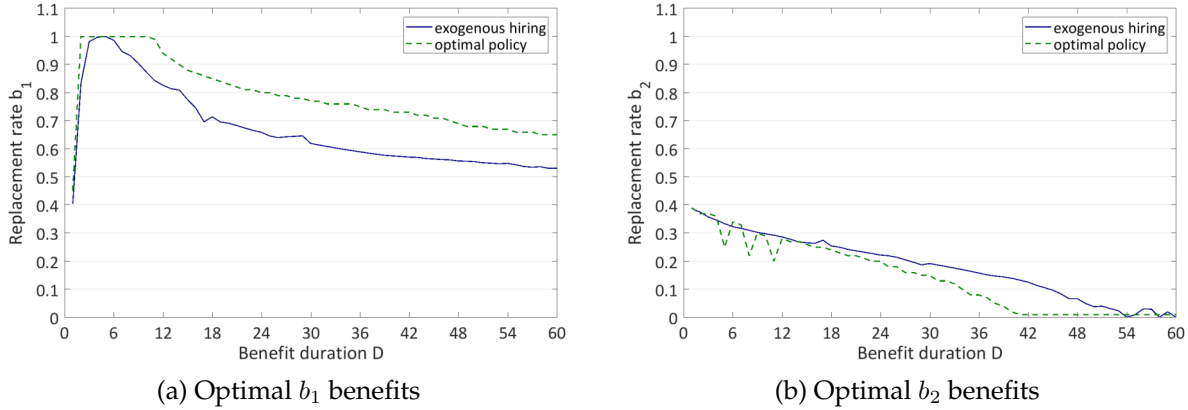 1.1
1
0.9
0.8
0.7
0.6
0.5
0.4
0.3
0.2
0.1
0
Replacement rate b1
exogenous hiring
optimal policy
0 6 12 18 24 30 36 42 48 54 60
Benefit duration D
(a) Optimal b1 benefits
1.1
1
0.9
0.8
0.7
0.6
0.5
0.4
0.3
0.2
0.1
0
Replacement rate b2
exogenous hiring
optimal policy
0 6 12 18 24 30 36 42 48 54 60
Benefit duration D
(b) Optimal b2 benefits